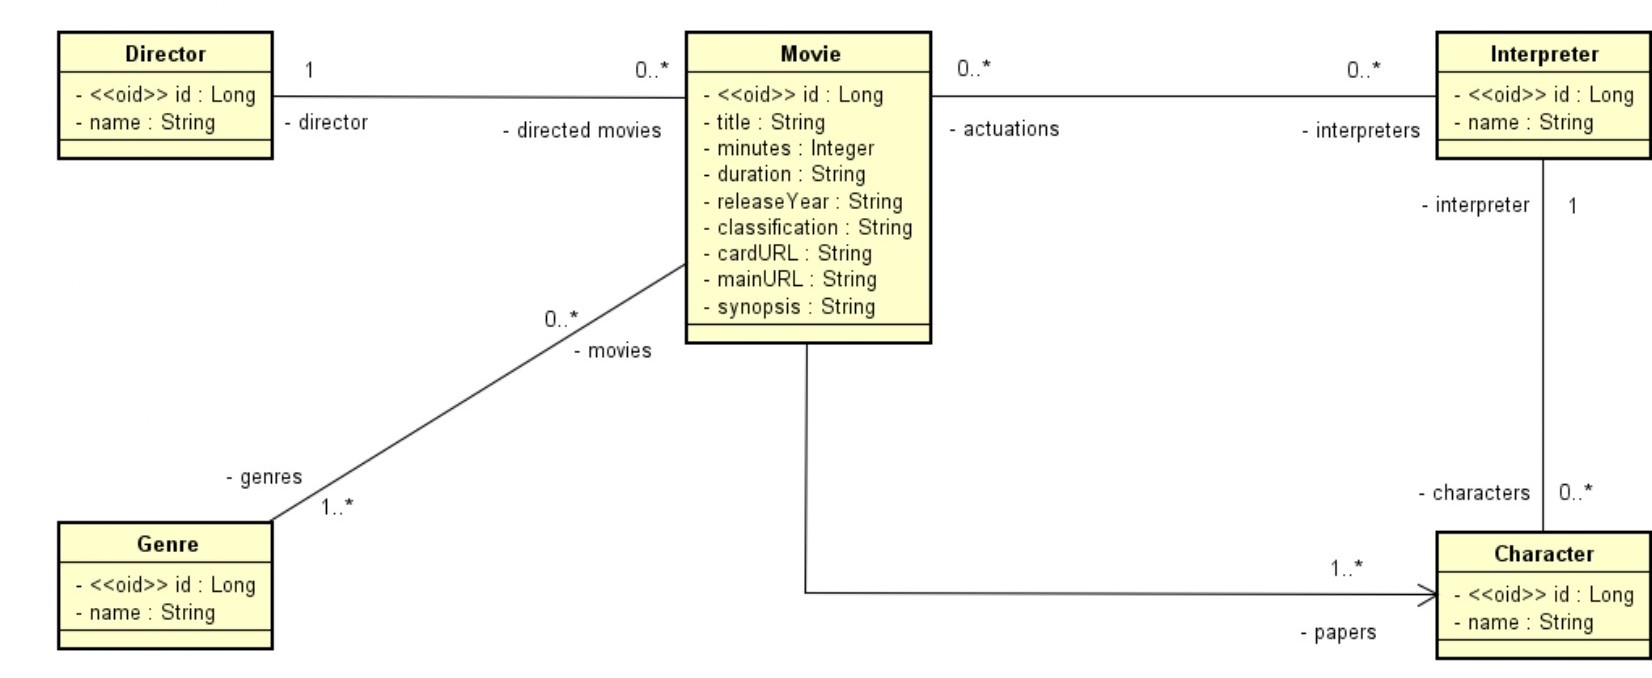 Director
- <<oid>> id : Long
- name : String
1
- director
0..*
- directed movies
Movie
- <<oid>> id : Long
- title : String
- minutes : Integer
- duration : String
- releaseYear : String
- classification : String
- cardURL : String
- mainURL : String
- synopsis : String
0..*
- actuations
0..*
- interpreters
Interpreter
- <<oid>> id : Long
- name : String
- interpreter
1
0..*
- movies
- genres
1..*
Genre
- <<oid>> id : Long
- name : String
- characters
0..*
1..*
- papers
Character
- <<oid>> id : Long
- name : String